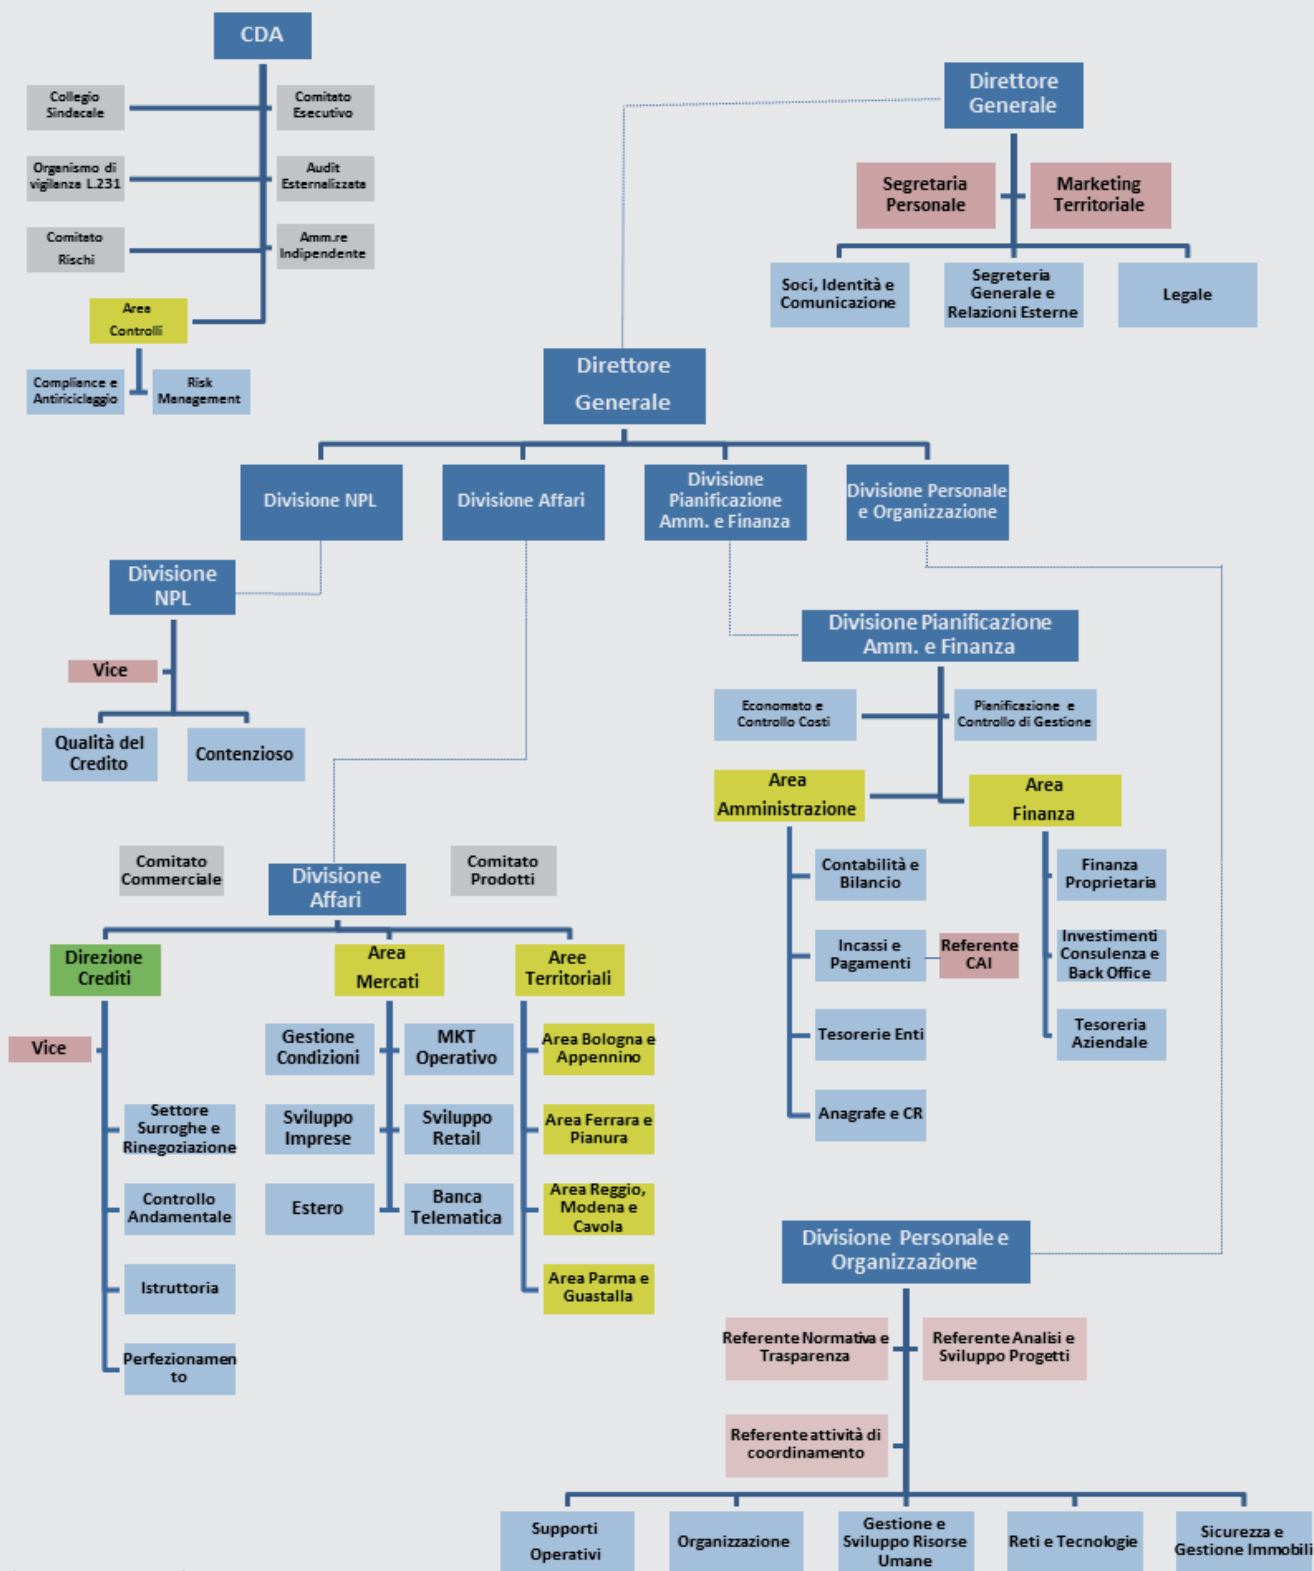 CDA
Collegio
Sindacale
Comitato
Esecutivo
Organismo di
vigilanza L.231
Audit
Esternalizzata
Comitato
Rischi
Amm.re
Indipendente
Area
Controlli
Compliance e
Antiriciclaggio
Risk
Management
Direttore
Generale
Segretaria
Personale
Marketing
Territoriale
Soci, Identità e
Comunicazione
Segreteria
Generale e
Relazioni Esterne
Legale
Direttore
Generale
Divisione NPL
Divisione Affari
Divisione
Pianificazione
Amm. e Finanza
Divisione Personale
e Organizzazione
Divisione
NPL
Vice
Qualità del
Credito
Contenzioso
Divisione Pianificazione
Amm. e Finanza
Economato e
Controllo Costi
Pianificazione e
Controllo di Gestione
Area
Amministrazione
Area
Finanza
Contabilità e
Bilancio
Incassi e
Pagamenti
Referente
CAI
Tesorerie Enti
Anagrafe e CR
Finanza
Proprietaria
Investimenti
Consulenza e
Back Office
Tesoreria
Aziendale
Comitato
Commerciale
Divisione
Affari
Comitato
Prodotti
Direzione
Crediti
Area
Mercati
Aree
Territoriali
Vice
Settore
Surroghe e
Rinegoziazione
Controllo
Andamentale
Istruttoria
Perfezionamen
to
Gestione
Condizioni
MKT
Operativo
Sviluppo
Imprese
Sviluppo
Retail
Estero
Banca
Telematica
Area Bologna e
Appennino
Area Ferrara e
Pianura
Area Reggio,
Modena e
Cavola
Area Parma e
Guastalla
Divisione Personale e
Organizzazione
Referente Normativa e
Trasparenza
Referente Analisi e
Sviluppo Progetti
Referente attività di
coordinamento
Supporti
Operativi
Organizzazione
Gestione e
Sviluppo Risorse
Umane
Reti e Tecnologie
Sicurezza e
Gestione Immobili